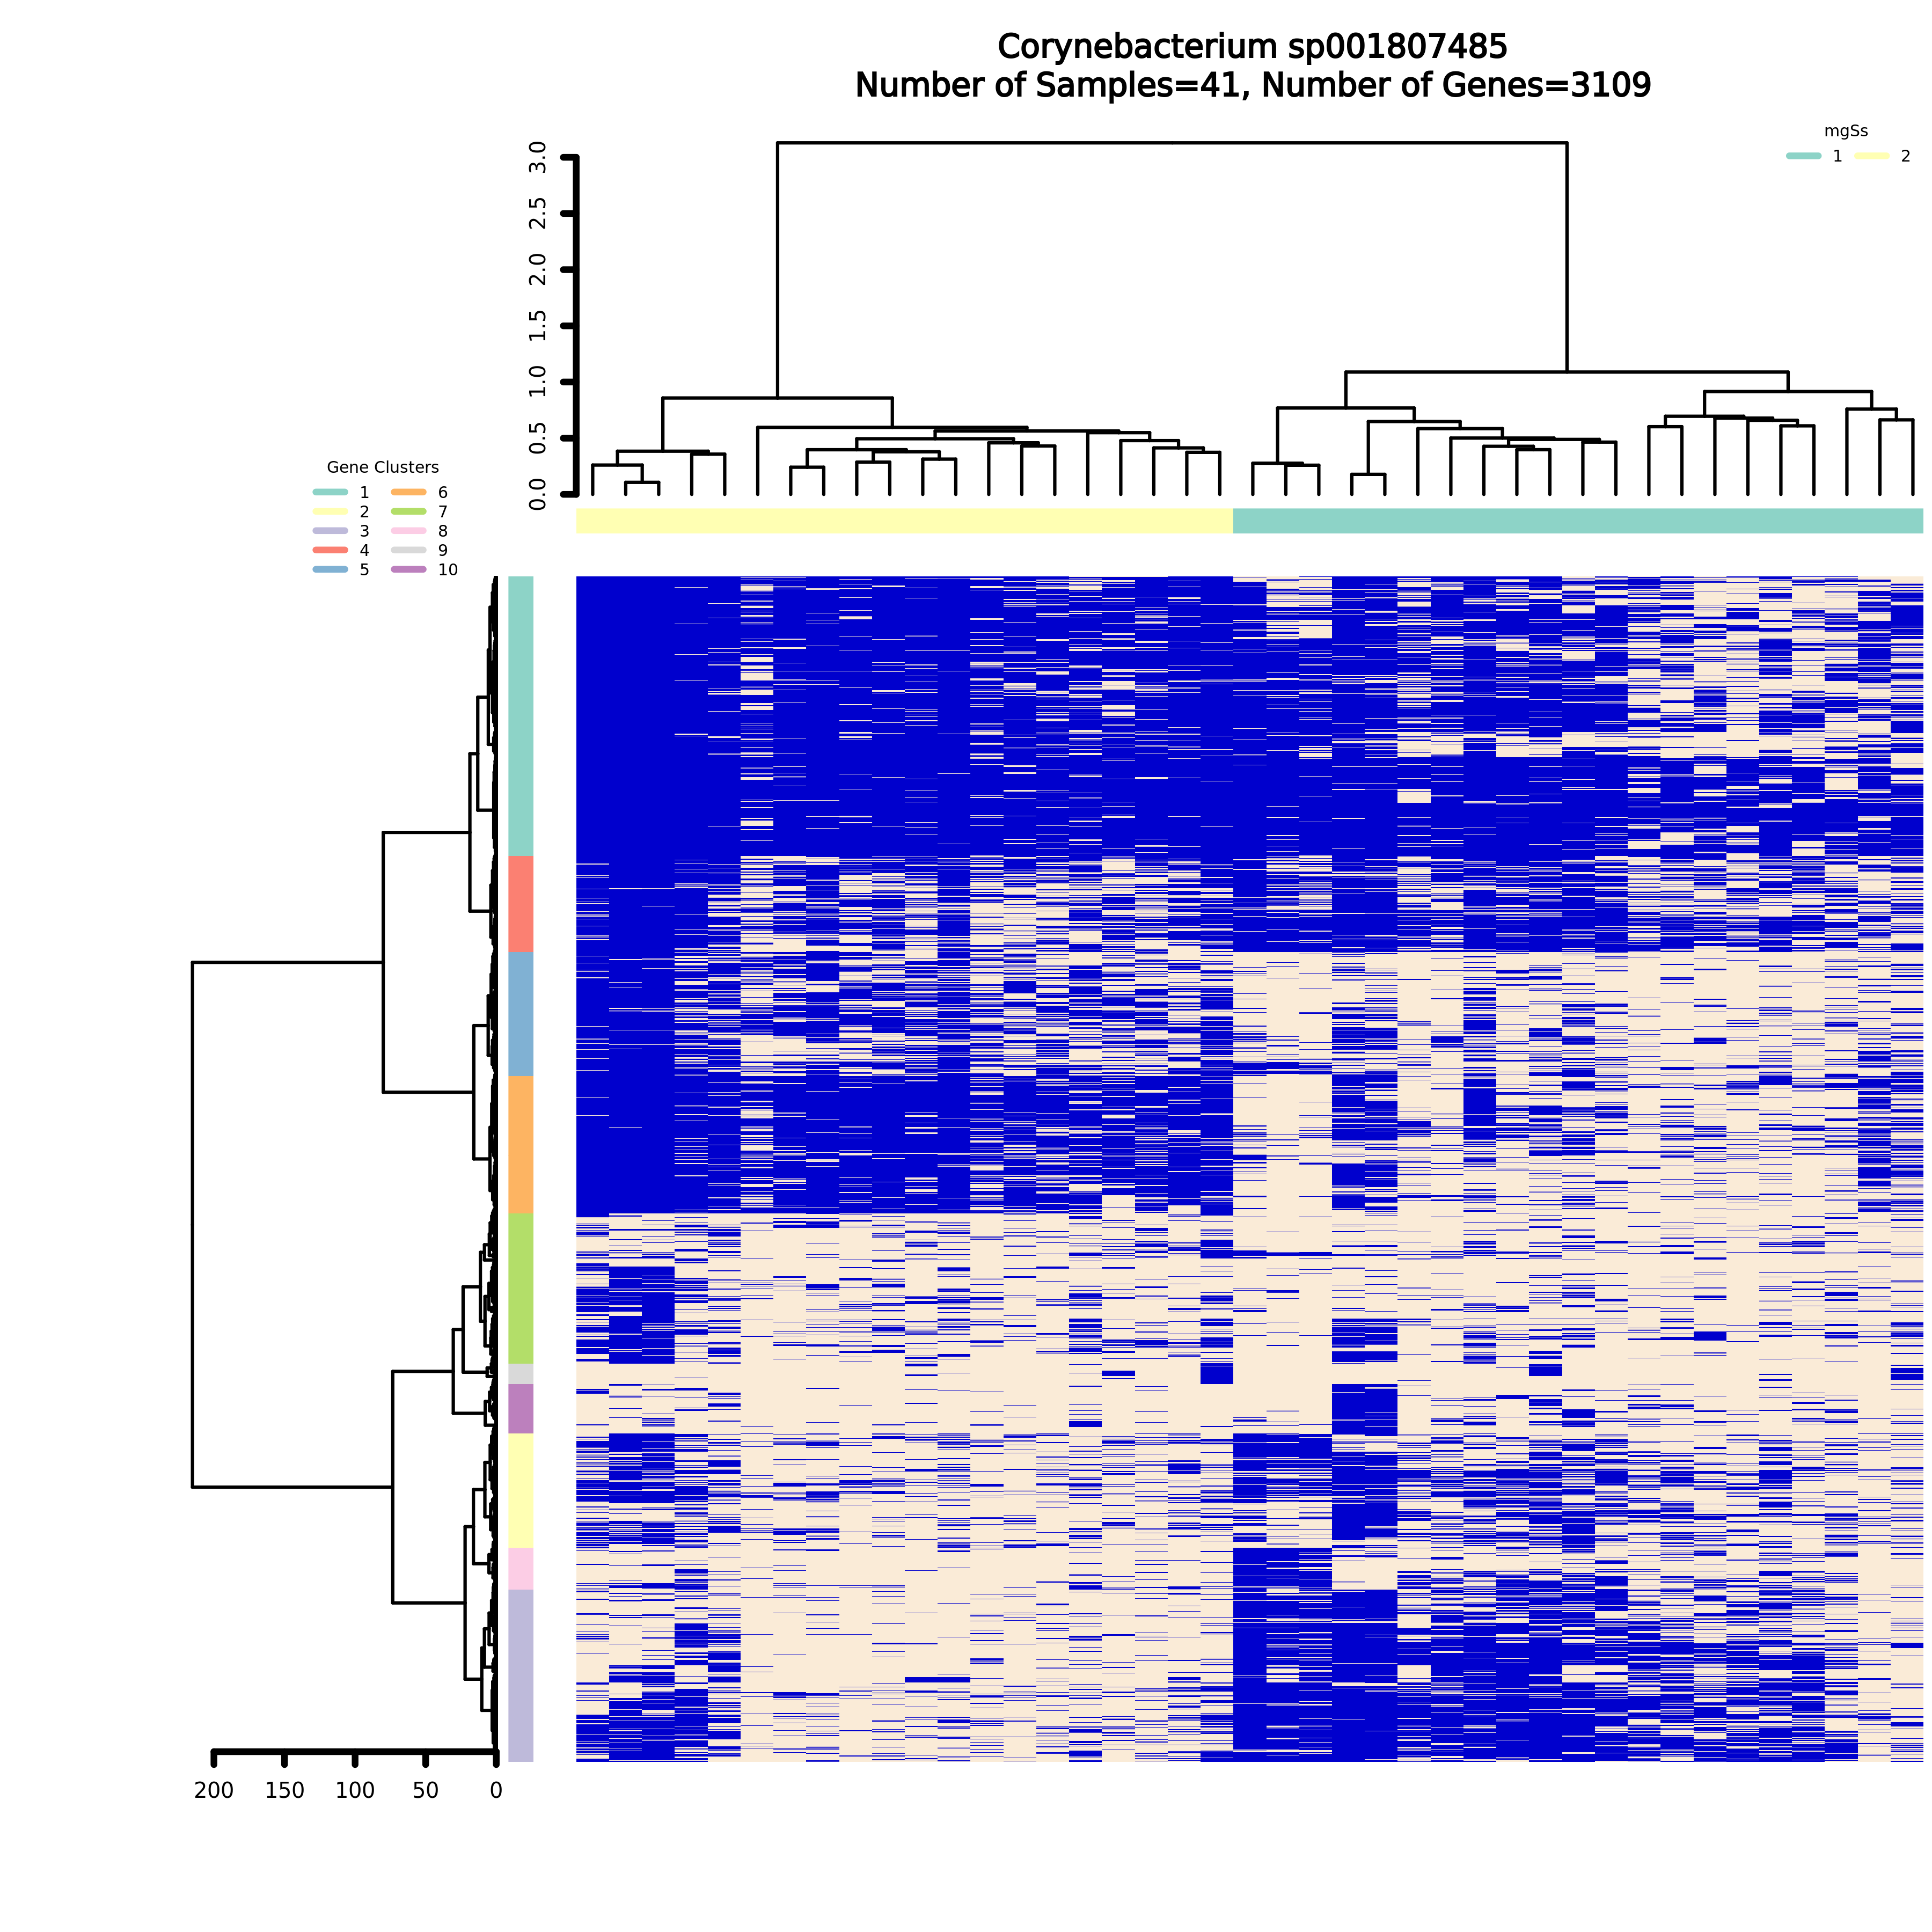 Corynebacterium sp001807485
Number of Samples=41, Number of Genes=3109
mgSs
1 2
3.0
2.5
2.0
1.5
1.0
0.5
0.0
Gene Clusters
1 6
2 7
3 8
4 9
5 10
200 150 100 50 0